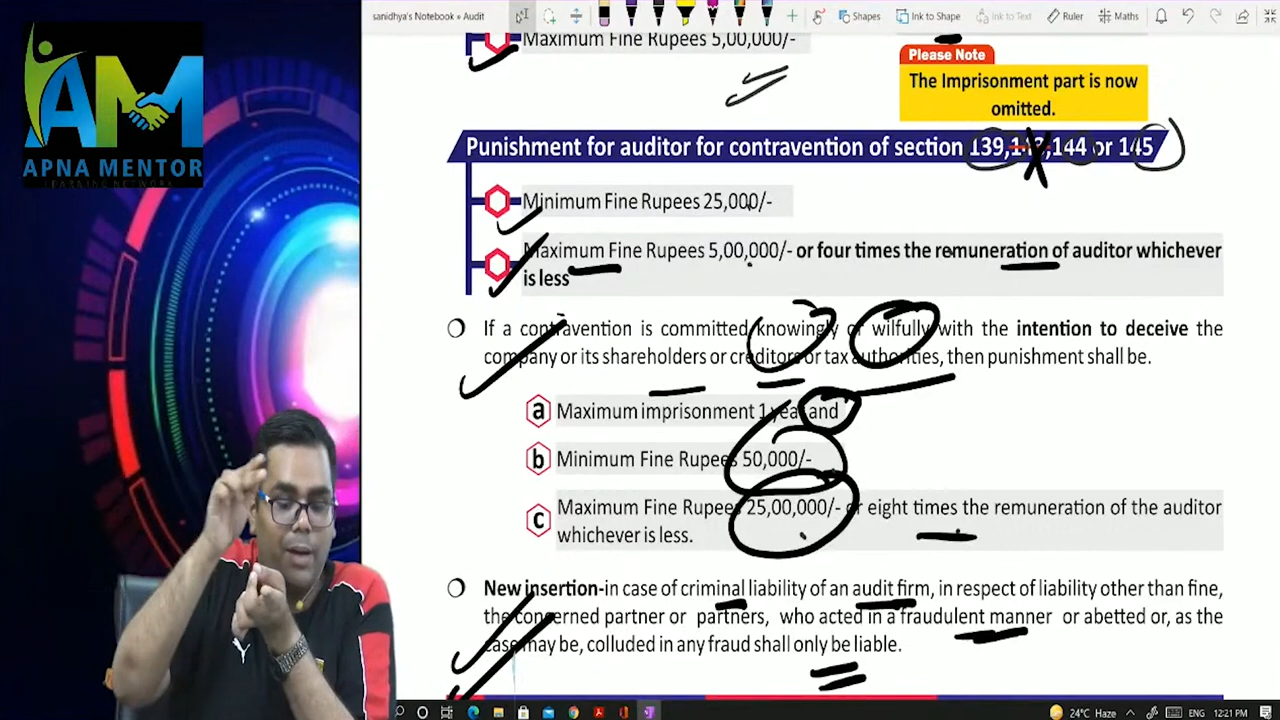 sanidhya's Notebook » Audit
Shapes
Ink to Shape
Ink to Text
Ruler
Maths
Maximum Fine Rupees 5,00,000/-
Please Note
The Imprisonment part is now
omitted.
AM
APNA MENTOR
LEARNING NETWORK
Punishment for auditor for contravention of section 139, 144 or 145
Minimum Fine Rupees 25,000/-
Maximum Fine Rupees 5,00,000/- or four times the remuneration of auditor whichever
is less
If a contravention is committed knowingly or wilfully with the intention to deceive the
company or its shareholders or creditors or tax authorities, then punishment shall be.
a Maximum imprisonment 1 year and
b Minimum Fine Rupees 50,000/-
c Maximum Fine Rupees 25,00,000/- or eight times the remuneration of the auditor
whichever is less.
New insertion-in case of criminal liability of an audit firm, in respect of liability other than fine,
the concerned partner or partners, who acted in a fraudulent manner or abetted or, as the
case may be, colluded in any fraud shall only be liable.
24°C Haze
ENG
12:21 PM